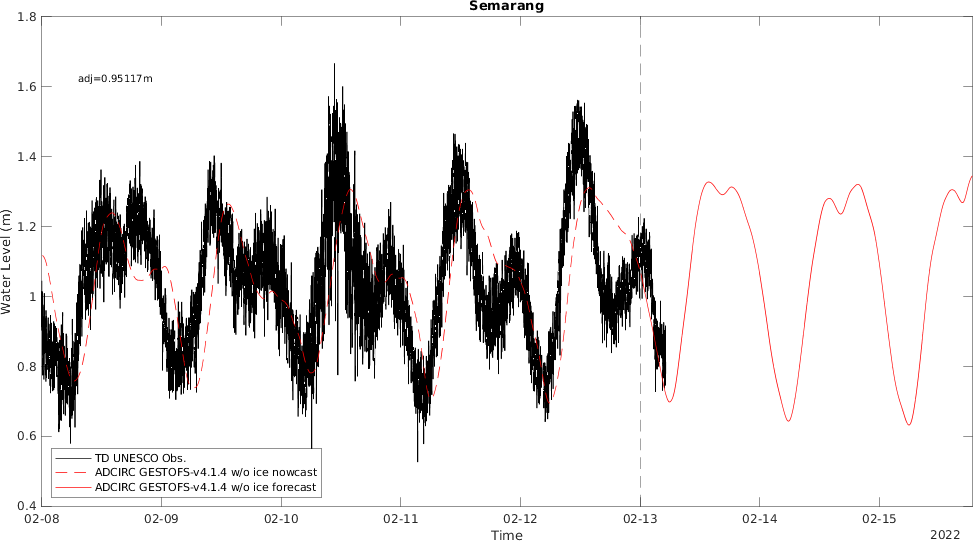 Semarang
1.8
1.6
1.4
1.2
1
0.8
0.6
0.4
Water Level (m)
adj=0.95117m
TD UNESCO Obs.
ADCIRC GESTOFS-v4.1.4 w/o ice nowcast
ADCIRC GESTOFS-v4.1.4 w/o ice forecast
02-08 02-09 02-10 02-11 02-12 02-13 02-14 02-15
Time
2022